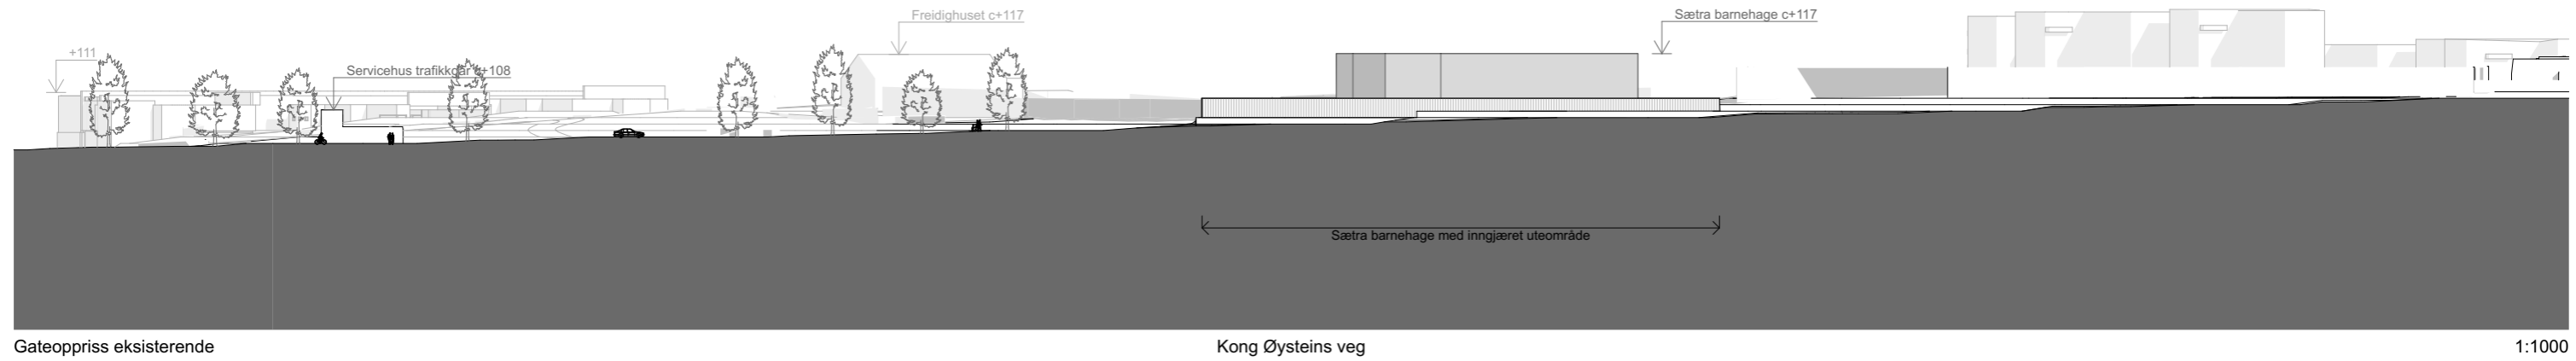 Freidighuset c+117
Sætra barnehage c+117
+111
Servicehus trafikkgår c+108
Sætra barnehage med inngjæret uteområde
Gateoppriss eksisterende
Kong Øysteins veg
1:1000